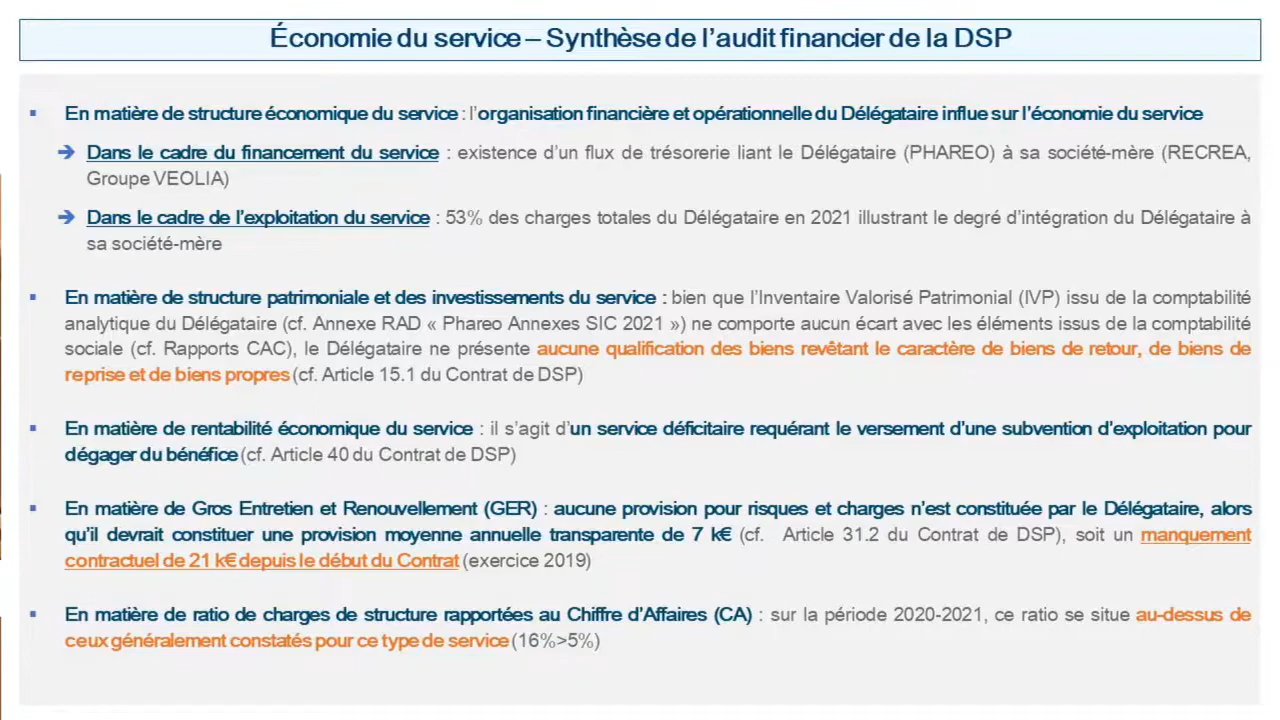 Économie du service – Synthèse de l'audit financier de la DSP
▪ En matière de structure économique du service : l'organisation financière et opérationnelle du Délégataire influe sur l'économie du service
➔ Dans le cadre du financement du service : existence d'un flux de trésorerie liant le Délégataire (PHAREO) à sa société-mère (RECREA,
Groupe VEOLIA)
➔ Dans le cadre de l'exploitation du service : 53% des charges totales du Délégataire en 2021 illustrant le degré d'intégration du Délégataire à
sa société-mère
▪ En matière de structure patrimoniale et des investissements du service : bien que l'Inventaire Valorisé Patrimonial (IVP) issu de la comptabilité
analytique du Délégataire (cf. Annexe RAD « Phareo Annexes SIC 2021 ») ne comporte aucun écart avec les éléments issus de la comptabilité
sociale (cf. Rapports CAC), le Délégataire ne présente aucune qualification des biens revêtant le caractère de biens de retour, de biens de
reprise et de biens propres (cf. Article 15.1 du Contrat de DSP)
▪ En matière de rentabilité économique du service : il s'agit d'un service déficitaire requérant le versement d'une subvention d'exploitation pour
dégager du bénéfice (cf. Article 40 du Contrat de DSP)
▪ En matière de Gros Entretien et Renouvellement (GER) : aucune provision pour risques et charges n'est constituée par le Délégataire, alors
qu'il devrait constituer une provision moyenne annuelle transparente de 7 k€ (cf. Article 31.2 du Contrat de DSP), soit un manquement
contractuel de 21 k€ depuis le début du Contrat (exercice 2019)
▪ En matière de ratio de charges de structure rapportées au Chiffre d'Affaires (CA) : sur la période 2020-2021, ce ratio se situe au-dessus de
ceux généralement constatés pour ce type de service (16%>5%)